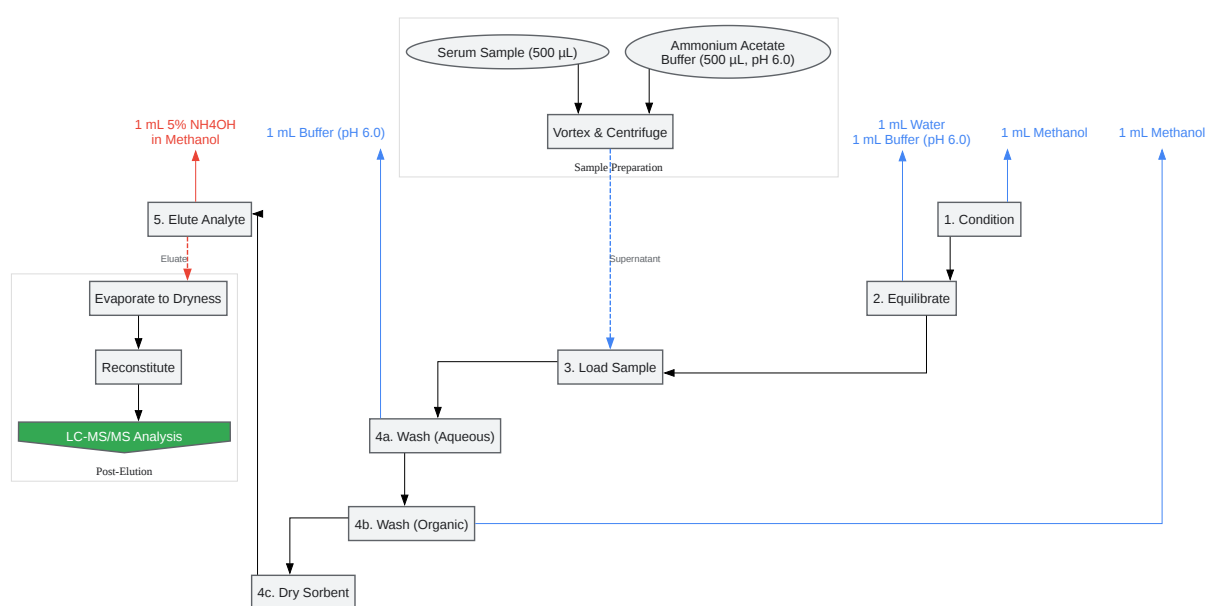 Serum Sample (500 µL)
Ammonium Acetate
Buffer (500 µL, pH 6.0)
Vortex & Centrifuge
Sample Preparation
1 mL 5% NH4OH
in Methanol
1 mL Buffer (pH 6.0)
1 mL Water
1 mL Buffer (pH 6.0)
1 mL Methanol
1 mL Methanol
5. Elute Analyte
1. Condition
Eluate
Supernatant
Evaporate to Dryness
2. Equilibrate
Reconstitute
3. Load Sample
LC-MS/MS Analysis
Post-Elution
4a. Wash (Aqueous)
4b. Wash (Organic)
4c. Dry Sorbent